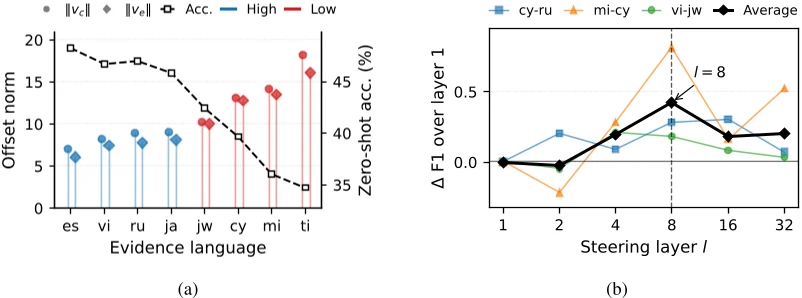 ‖v_c‖ ‖v_e‖ Acc. High Low
20
15
10
5
0
Offset norm
45
40
35
Zero-shot acc. (%)
es vi ru ja jw cy mi ti
Evidence language
(a)
cy-ru mi-cy vi-jw Average
0.5
0.0
Δ F1 over layer 1
l = 8
1 2 4 8 16 32
Steering layer l
(b)